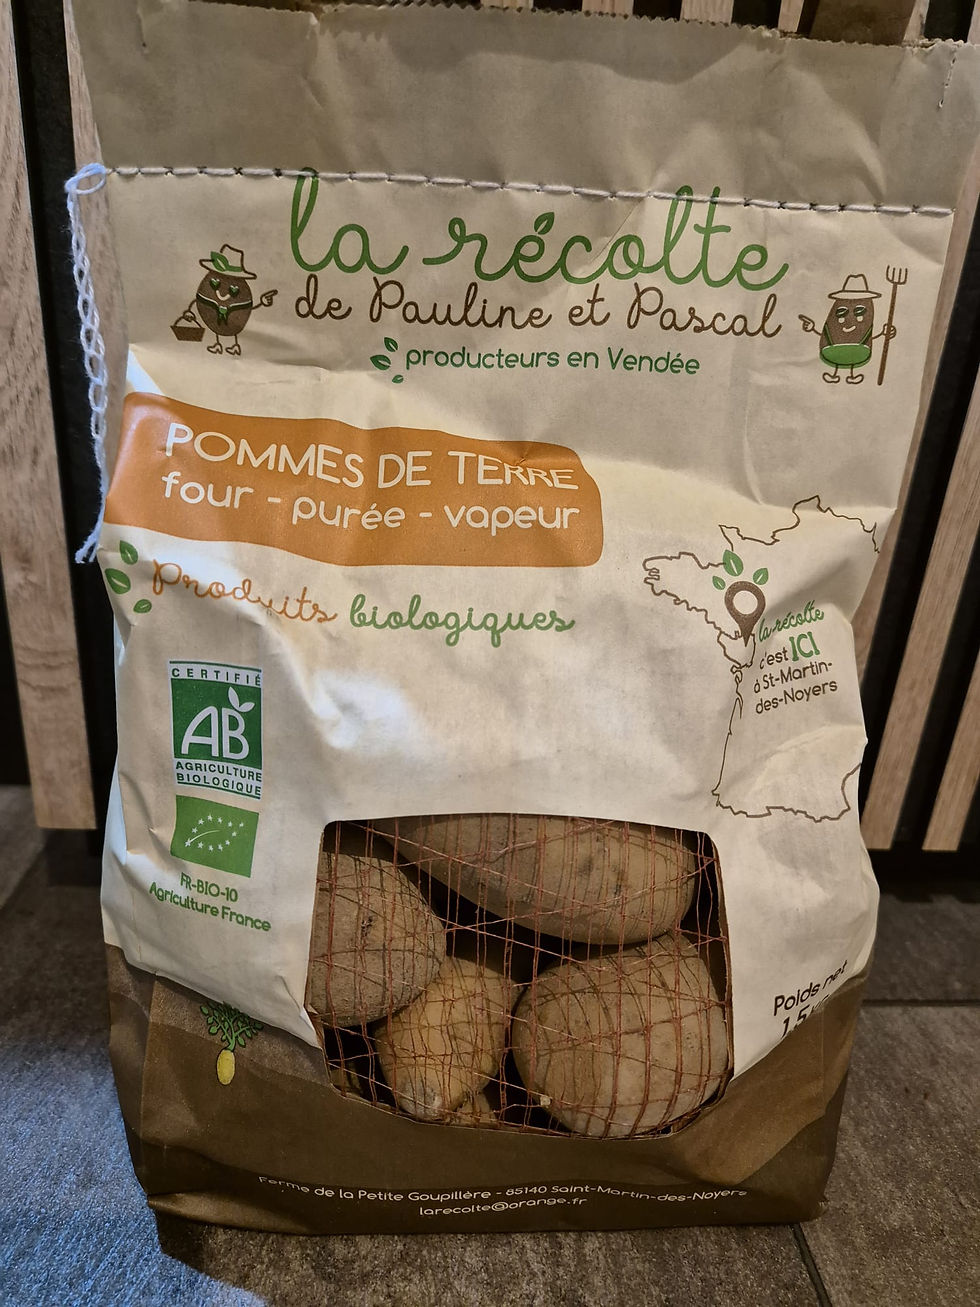 la récolte
de Pauline et Pascal
producteurs en Vendée
POMMES DE TERRE
four - purée - vapeur
Produits biologiques
la récolte
c'est ICI
à St-Martin-
des-Noyers
CERTIFIÉ
AB
AGRICULTURE
BIOLOGIQUE
FR-BIO-10
Agriculture France
Poids net
1,5
Ferme de la Petite Goupillère - 85140 Saint-Martin-des-Noyers
larecolte@orange.fr